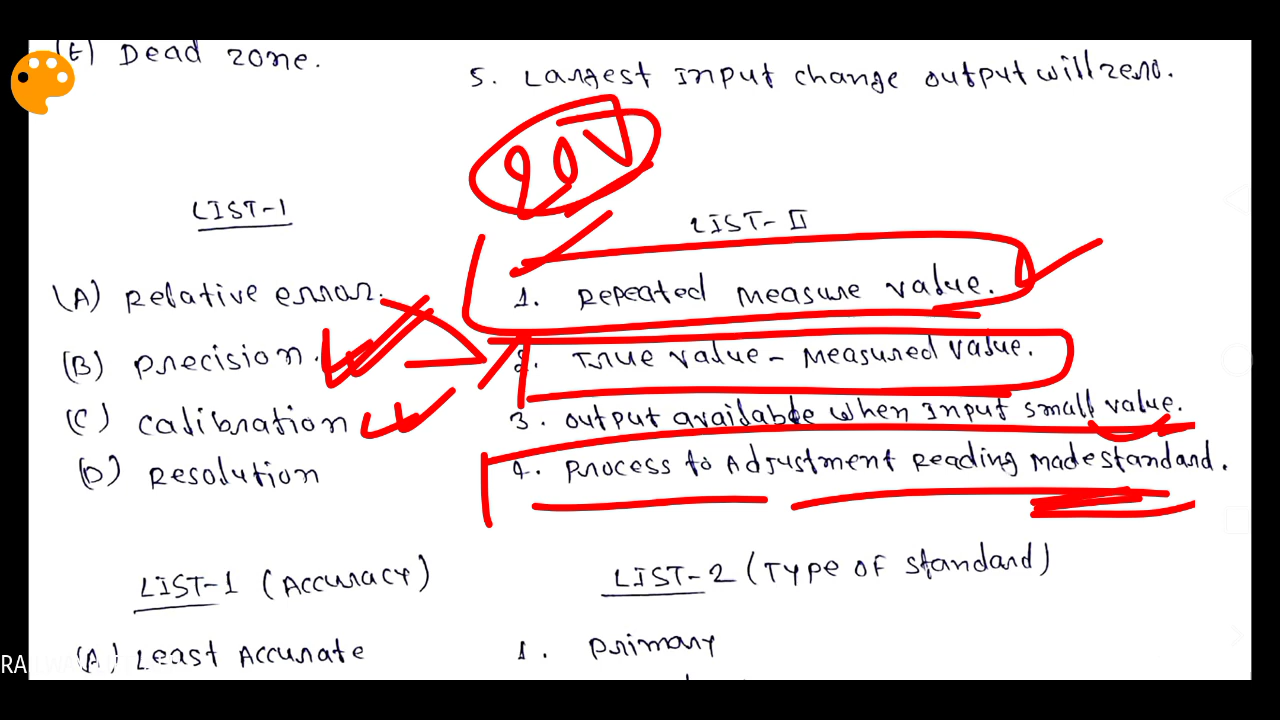 (E) Dead zone.
5. Largest Input change output will zero.
90V
LIST-1
LIST-II
(A) Relative error.
1. Repeated measure value.
(B) Precision.
2. True value - Measured value.
(C) Calibration
3. Output available when Input small value.
(D) Resolution
4. Process to Adjustment Reading made standard.
LIST-1 (Accuracy)
LIST-2 (Type of standard)
(A) Least Accurate
1. Primary